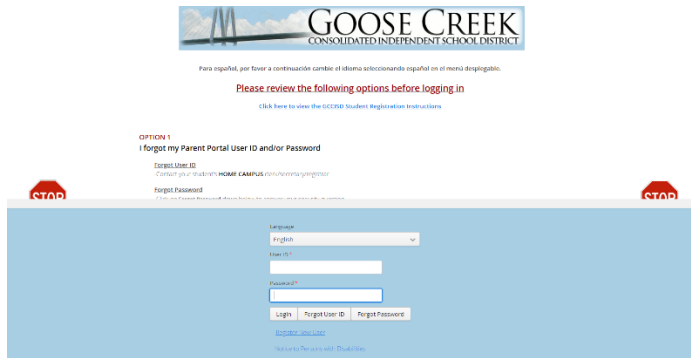 GOOSE CREEK
CONSOLIDATED INDEPENDENT SCHOOL DISTRICT
Para español, por favor a continuación cambie el idioma seleccionando español en el menú desplegable.
Please review the following options before logging in
Click here to view the GCCISD Student Registration Instructions
OPTION 1
I forgot my Parent Portal User ID and/or Password
Forgot User ID
Contact your student's HOME CAMPUS
Forgot Password
STOP
STOP
Language
English
User ID *
Password *
Login Forgot User ID Forgot Password
Register New User
Notice to Persons with Disabilities